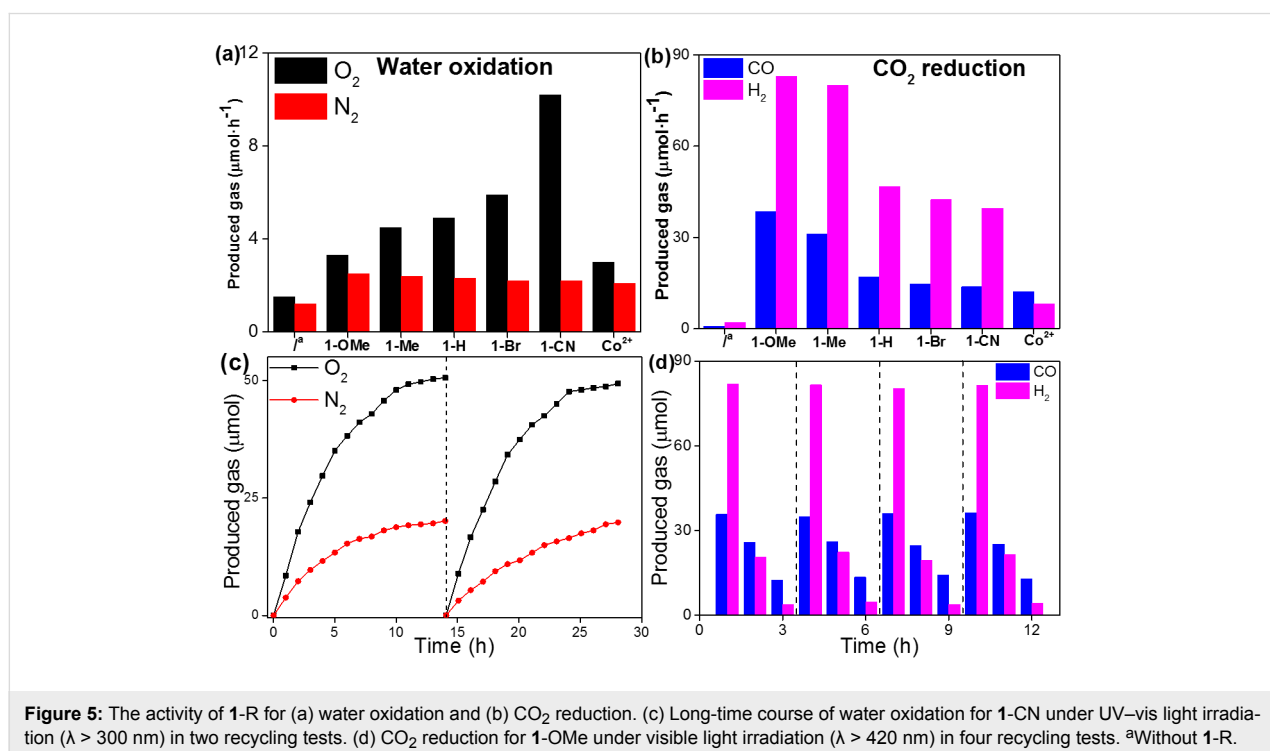 (a)
Water oxidation
O₂
N₂
Produced gas (μmol·h⁻¹)
12
8
4
0
/ᵃ 1-OMe 1-Me 1-H 1-Br 1-CN Co²⁺
(b)
CO₂ reduction
CO
H₂
Produced gas (μmol·h⁻¹)
90
60
30
0
/ᵃ 1-OMe 1-Me 1-H 1-Br 1-CN Co²⁺
(c)
O₂
N₂
Produced gas (μmol)
50
25
0
0 5 10 15 20 25 30
Time (h)
(d)
CO
H₂
Produced gas (μmol)
90
60
30
0
0 3 6 9 12
Time (h)
Figure 5: The activity of 1-R for (a) water oxidation and (b) CO₂ reduction. (c) Long-time course of water oxidation for 1-CN under UV–vis light irradia-
tion (λ > 300 nm) in two recycling tests. (d) CO₂ reduction for 1-OMe under visible light irradiation (λ > 420 nm) in four recycling tests. ᵃWithout 1-R.